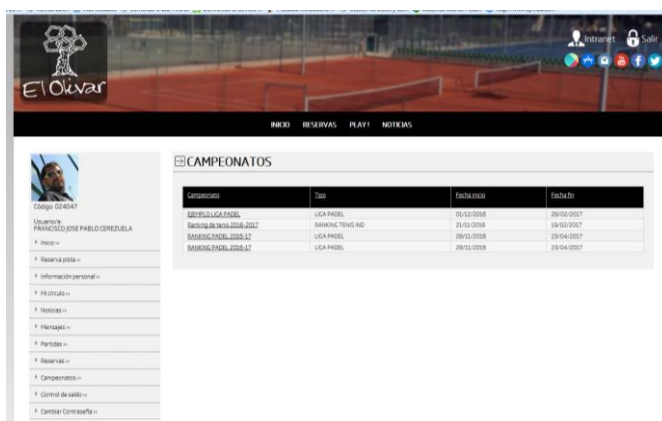 Intranet
Salir
El Olivar
INICIO RESERVAS PLAY! NOTICIAS
CAMPEONATOS
Código: 024047
Usuario/a:
FRANCISCO JOSE PABLO CEREZUELA
Inicio »
Reserva pista »
Información personal »
Mi círculo »
Noticias »
Mensajes »
Partidas »
Reservas »
Campeonatos »
Control de saldo »
Cambiar Contraseña »
Campeonato Tipo Fecha inicio Fecha fin
EJEMPLO LIGA PADEL LIGA PADEL 01/12/2016 28/02/2017
Ranking de tenis 2016-2017 RANKING TENIS IND 21/11/2016 19/02/2017
RANKING PADEL 2016-17 LIGA PADEL 28/11/2016 23/04/2017
RANKING PADEL 2016-17 LIGA PADEL 28/11/2016 23/04/2017